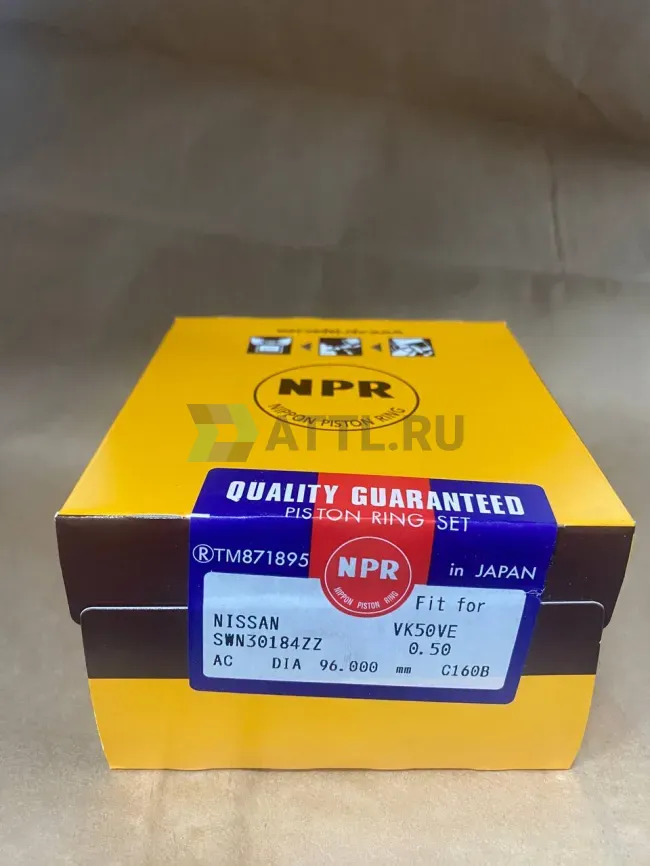 NPR
NIPPON PISTON RING
ATTL.RU
QUALITY GUARANTEED
PISTON RING SET
®TM871895
NPR
NIPPON PISTON RING
in JAPAN
Fit for
NISSAN VK50VE
SWN30184ZZ 0.50
AC DIA 96.000 mm C160B